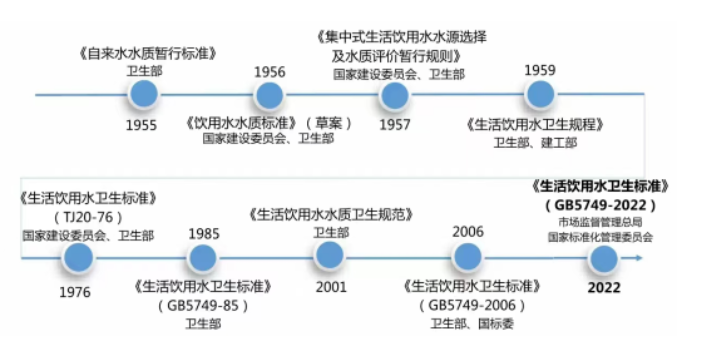 《自来水水质暂行标准》
卫生部
1955
1956
《饮用水水质标准》（草案）
国家建设委员会、卫生部
《集中式生活饮用水水源选择
及水质评价暂行规则》
国家建设委员会、卫生部
1957
1959
《生活饮用水卫生规程》
卫生部、建工部
《生活饮用水卫生标准》
（TJ20-76）
国家建设委员会、卫生部
1976
1985
《生活饮用水卫生标准》
（GB5749-85）
卫生部
《生活饮用水水质卫生规范》
卫生部
2001
2006
《生活饮用水卫生标准》
（GB5749-2006）
卫生部、国标委
《生活饮用水卫生标准》
（GB5749-2022）
市场监督管理总局
国家标准化管理委员会
2022